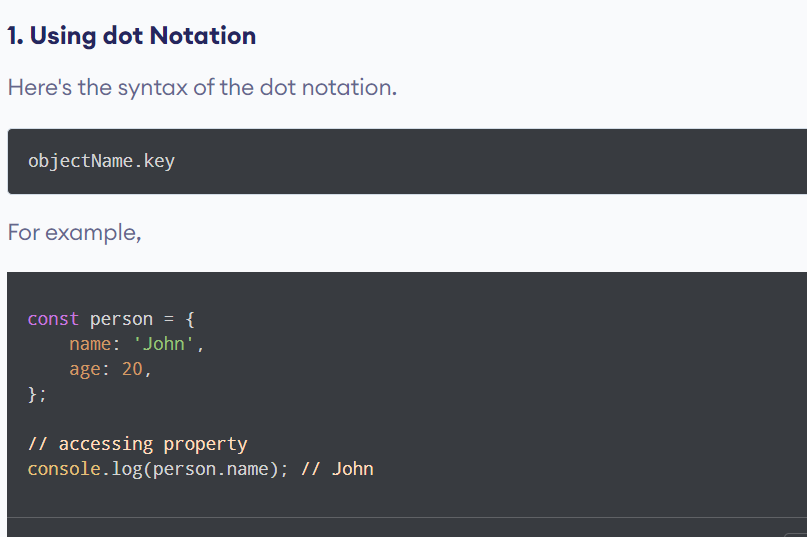 1. Using dot Notation
Here's the syntax of the dot notation.
objectName.key
For example,
const person = {
    name: 'John',
    age: 20,
};
// accessing property
console.log(person.name); // John